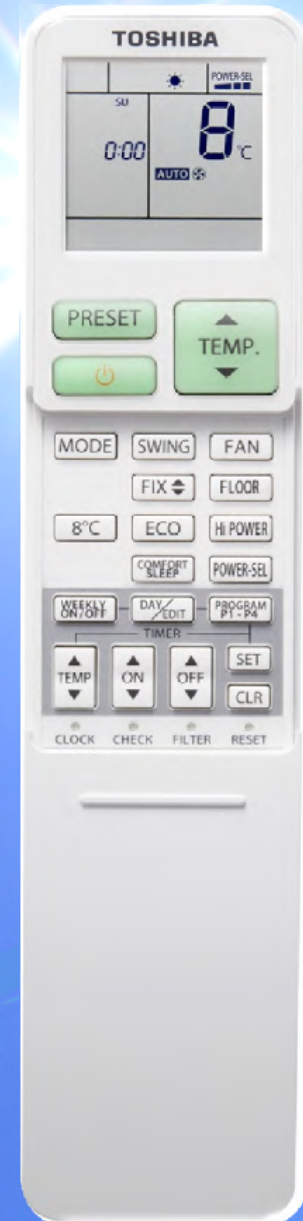 TOSHIBA
POWER-SEL
SU
0:00 8 °C
AUTO
PRESET
TEMP.
MODE SWING FAN
FIX FLOOR
8°C ECO Hi POWER
COMFORT SLEEP POWER-SEL
WEEKLY ON/OFF DAY/EDIT PROGRAM P1-P4
TIMER
TEMP ON OFF SET
CLR
CLOCK CHECK FILTER RESET